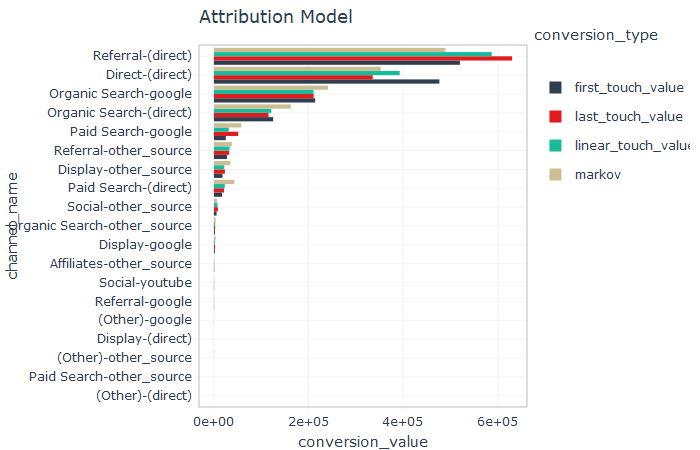 Attribution Model
conversion_type
first_touch_value
last_touch_value
linear_touch_value
markov
channel_name
Referral-(direct)
Direct-(direct)
Organic Search-google
Organic Search-(direct)
Paid Search-google
Referral-other_source
Display-other_source
Paid Search-(direct)
Social-other_source
Organic Search-other_source
Display-google
Affiliates-other_source
Social-youtube
Referral-google
(Other)-google
Display-(direct)
(Other)-other_source
Paid Search-other_source
(Other)-(direct)
0e+00 2e+05 4e+05 6e+05
conversion_value